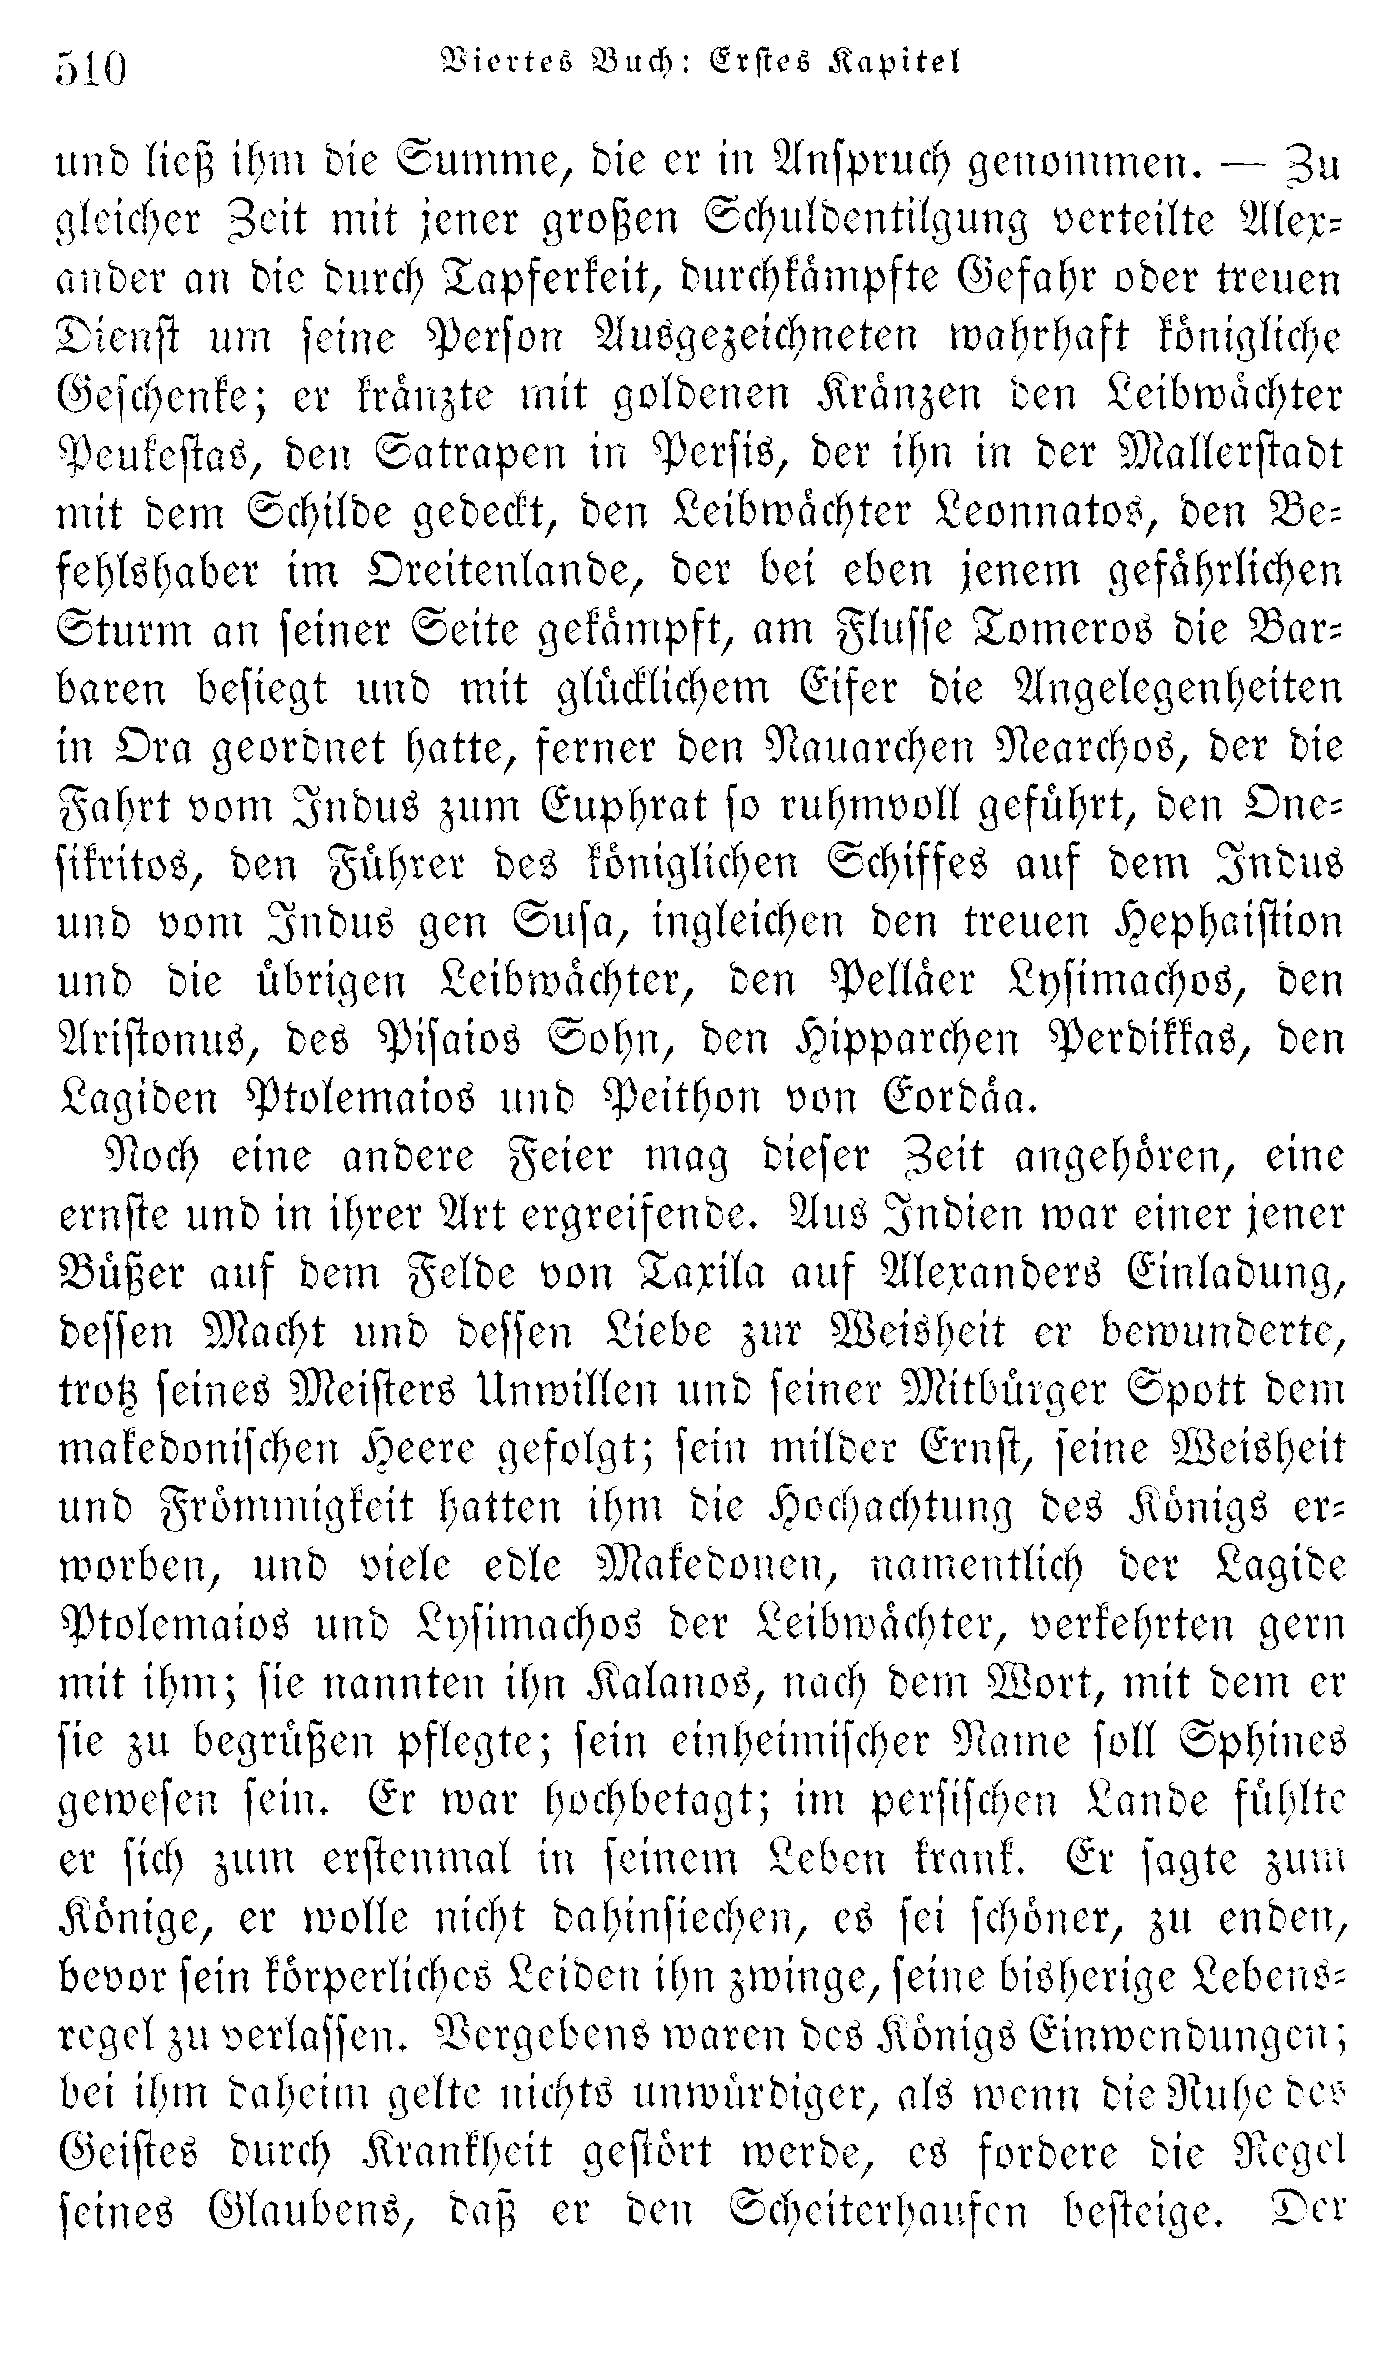 510
Viertes Buch: Erstes Kapitel
und ließ ihm die Summe, die er in Anspruch genommen. — Zu
gleicher Zeit mit jener großen Schuldentilgung verteilte Alex-
ander an die durch Tapferkeit, durchkämpfte Gefahr oder treuen
Dienst um seine Person Ausgezeichneten wahrhaft königliche
Geschenke; er kränzte mit goldenen Kränzen den Leibwächter
Peukestas, den Satrapen in Persis, der ihn in der Mallerstadt
mit dem Schilde gedeckt, den Leibwächter Leonnatos, den Be-
fehlshaber im Oreitenlande, der bei eben jenem gefährlichen
Sturm an seiner Seite gekämpft, am Flusse Tomeros die Bar-
baren besiegt und mit glücklichem Eifer die Angelegenheiten
in Ora geordnet hatte, ferner den Nauarchen Nearchos, der die
Fahrt vom Indus zum Euphrat so ruhmvoll geführt, den One-
sikritos, den Führer des königlichen Schiffes auf dem Indus
und vom Indus gen Susa, ingleichen den treuen Hephaistion
und die übrigen Leibwächter, den Pelläer Lysimachos, den
Aristonus, des Pisaios Sohn, den Hipparchen Perdikkas, den
Lagiden Ptolemaios und Peithon von Eordäa.
Noch eine andere Feier mag dieser Zeit angehören, eine
ernste und in ihrer Art ergreifende. Aus Indien war einer jener
Büßer auf dem Felde von Taxila auf Alexanders Einladung,
dessen Macht und dessen Liebe zur Weisheit er bewunderte,
trotz seines Meisters Unwillen und seiner Mitbürger Spott dem
makedonischen Heere gefolgt; sein milder Ernst, seine Weisheit
und Frömmigkeit hatten ihm die Hochachtung des Königs er-
worben, und viele edle Makedonen, namentlich der Lagide
Ptolemaios und Lysimachos der Leibwächter, verkehrten gern
mit ihm; sie nannten ihn Kalanos, nach dem Wort, mit dem er
sie zu begrüßen pflegte; sein einheimischer Name soll Sphines
gewesen sein. Er war hochbetagt; im persischen Lande fühlte
er sich zum erstenmal in seinem Leben krank. Er sagte zum
Könige, er wolle nicht dahinsiechen, es sei schöner, zu enden,
bevor sein körperliches Leiden ihn zwinge, seine bisherige Lebens-
regel zu verlassen. Vergebens waren des Königs Einwendungen;
bei ihm daheim gelte nichts unwürdiger, als wenn die Ruhe des
Geistes durch Krankheit gestört werde, es fordere die Regel
seines Glaubens, daß er den Scheiterhaufen besteige. Der